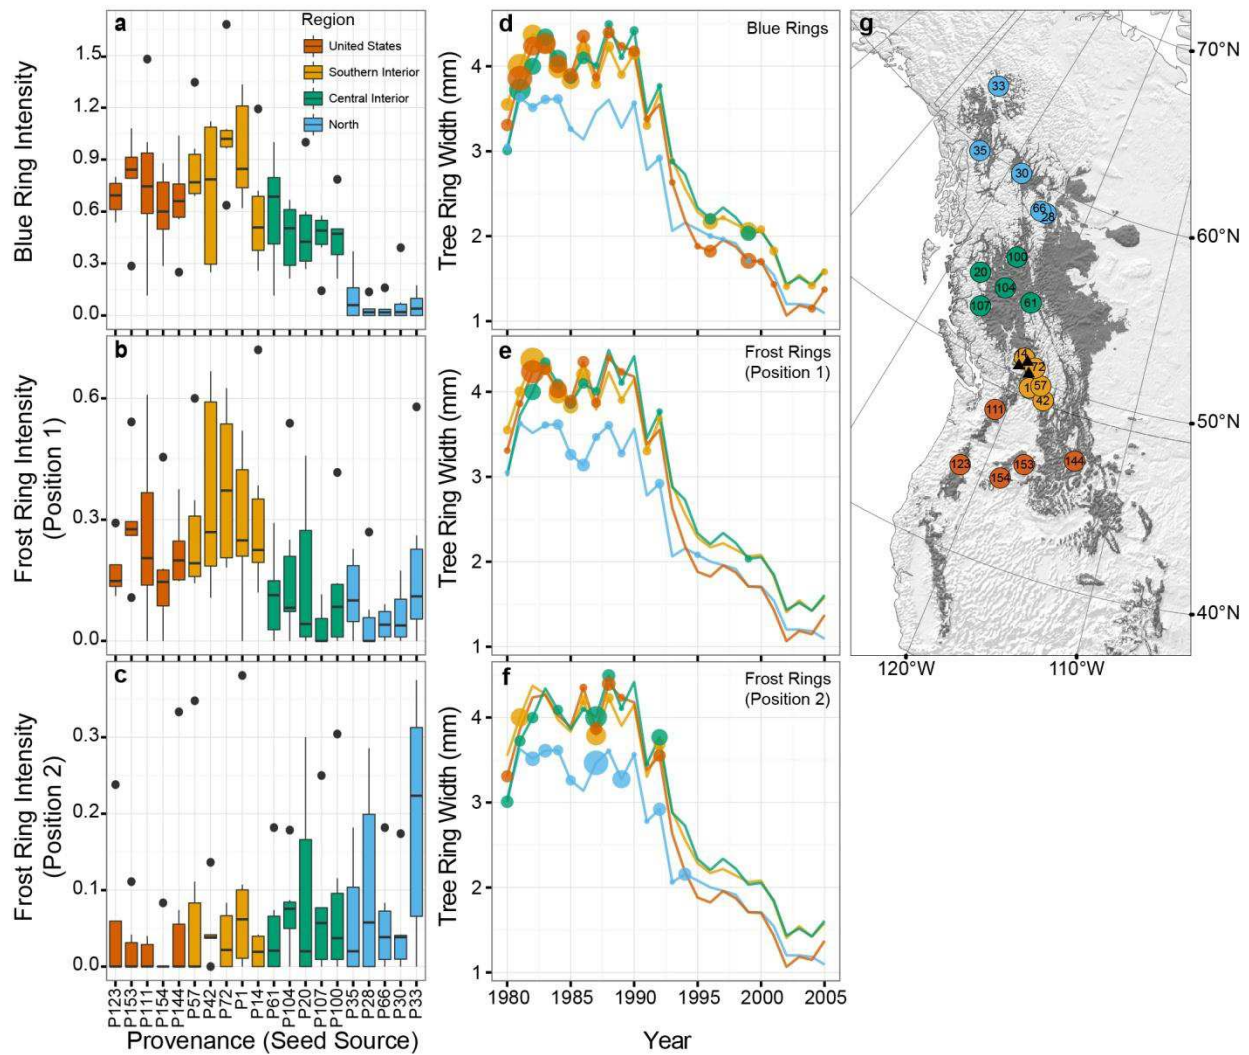 a
Region
United States
Southern Interior
Central Interior
North
Blue Ring Intensity
1.5
1.2
0.9
0.6
0.3
0.0
b
Frost Ring Intensity
(Position 1)
0.6
0.3
0.0
c
Frost Ring Intensity
(Position 2)
0.3
0.2
0.1
0.0
P123
P153
P111
P154
P144
P57
P42
P72
P1
P14
P61
P104
P20
P107
P100
P35
P28
P66
P30
P33
Provenance (Seed Source)
d
Blue Rings
Tree Ring Width (mm)
4
3
2
1
e
Frost Rings
(Position 1)
Tree Ring Width (mm)
4
3
2
1
f
Frost Rings
(Position 2)
Tree Ring Width (mm)
4
3
2
1
1980 1985 1990 1995 2000 2005
Year
g
33
35
30
66
28
100
20
104
107
61
14
72
57
1
42
111
123
153
144
154
70°N
60°N
50°N
40°N
120°W
110°W